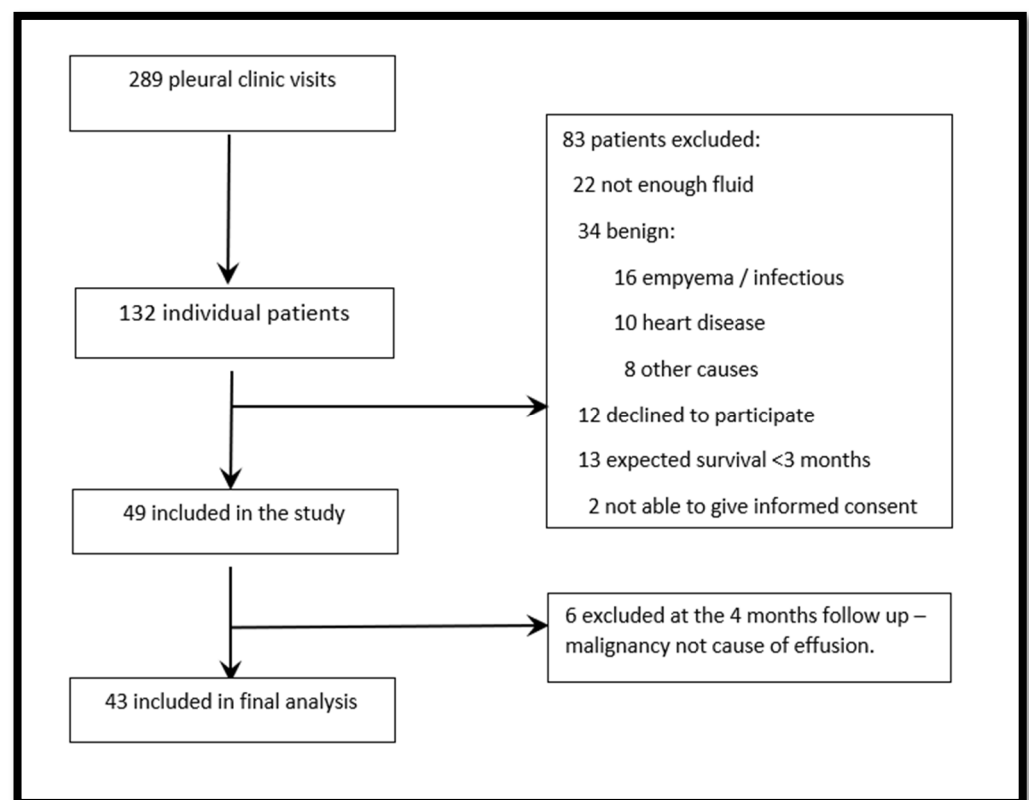 289 pleural clinic visits
132 individual patients
83 patients excluded:
22 not enough fluid
34 benign:
16 empyema / infectious
10 heart disease
8 other causes
12 declined to participate
13 expected survival <3 months
2 not able to give informed consent
49 included in the study
6 excluded at the 4 months follow up –
malignancy not cause of effusion.
43 included in final analysis